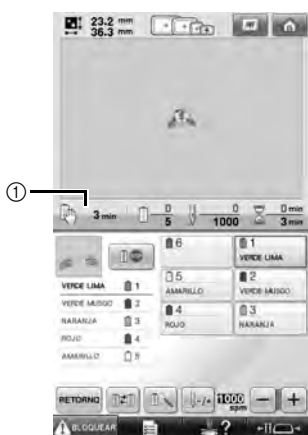 23.2 mm
36.3 mm
①
3 min
0
5
0
1000
0 min
3 min
6
1
VERDE LIMA
5
AMARILLO
2
VERDE MUSGO
4
ROJO
3
NARANJA
VERDE LIMA 1
VERDE MUSGO 2
NARANJA 3
ROJO 4
AMARILLO 5
RETORNO
-/+
1000
spm
- +
BLOQUEAR
?